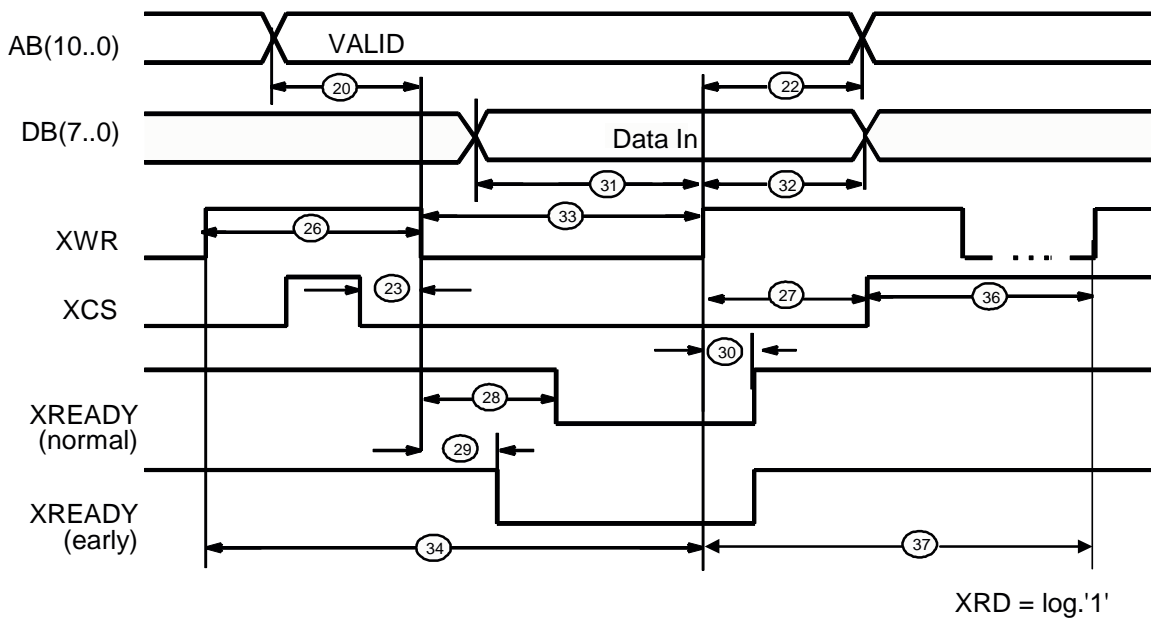 AB(10..0)
VALID
20
22
DB(7..0)
Data In
31
32
33
XWR
26
23
XCS
27
36
30
28
XREADY
(normal)
29
XREADY
(early)
34
37
XRD = log.'1'